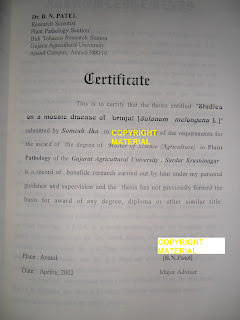 Dr. B. N. PATEL
Research Scientist
Plant Pathology Station
Bidi Tobacco Research Station
Gujarat Agricultural University
Anand Campus, Anand-388110
Certificate
This is to certify that the thesis entitled "Studies
on a mosaic disease of brinjal [Solanum melongena L.]"
submitted by Somesh Jha in of the requirements for
COPYRIGHT
MATERIAL
the award of the degree of Master of Science (Agriculture) in Plant
Pathology of the Gujarat Agricultural University, Sardar Krushinagar
is a record of bonafide research carried out by him under my personal
guidance and supervision and the thesis has not previously formed the
basis for award of any degree, diploma or other similar title.
COPYRIGHT
MATERIAL
Place : Anand [B.N.Patel]
Date : 2002 Major Advisor